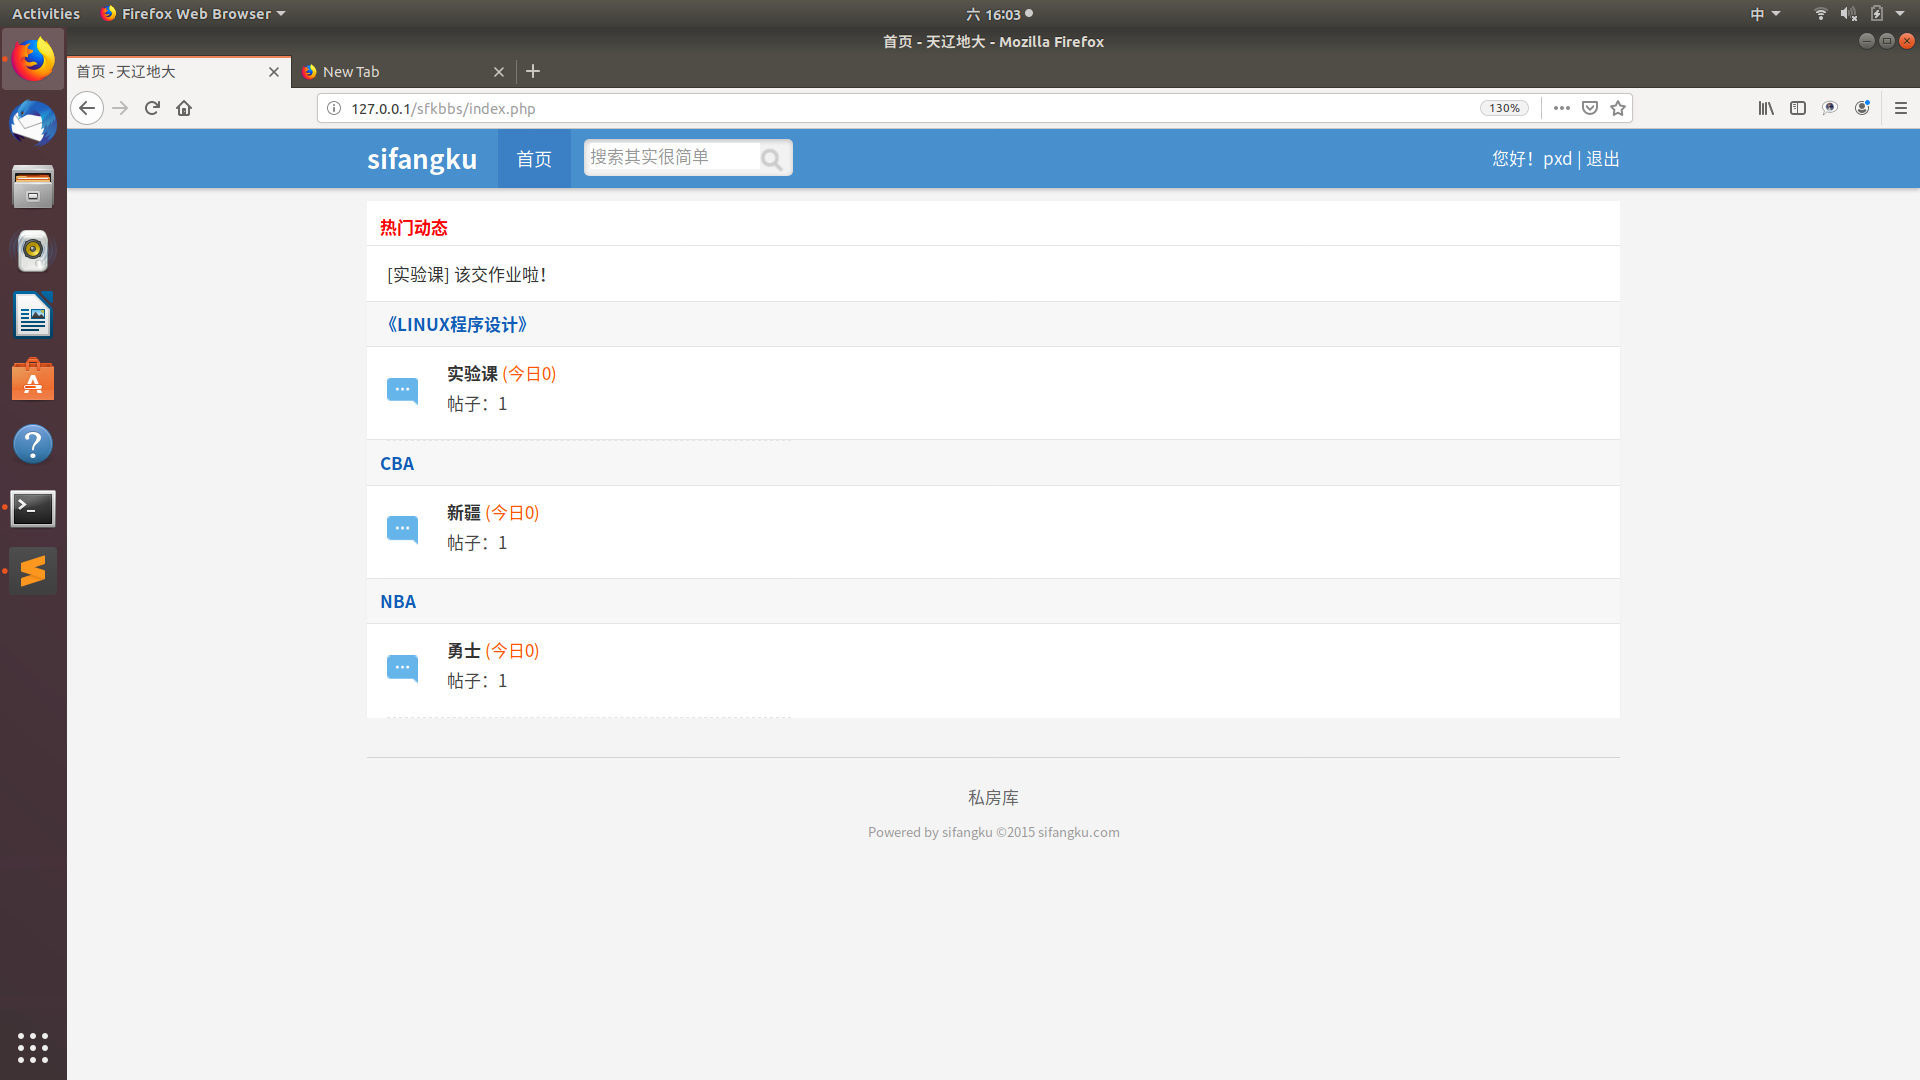 Activities Firefox Web Browser 六 16:03 中
首页 - 天辽地大 - Mozilla Firefox
首页 - 天辽地大 New Tab
127.0.0.1/sfkbbs/index.php 130%
sifangku 首页 搜索其实很简单 您好！pxd | 退出
热门动态
[实验课] 该交作业啦！
《LINUX程序设计》
实验课 (今日0)
帖子：1
CBA
新疆 (今日0)
帖子：1
NBA
勇士 (今日0)
帖子：1
私房库
Powered by sifangku ©2015 sifangku.com